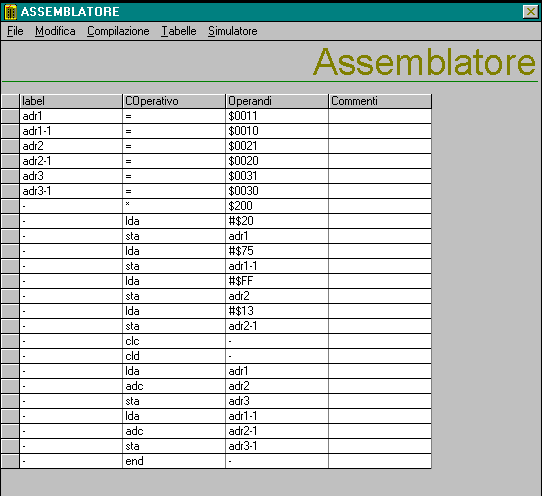 ASSEMBLATORE
File Modifica Compilazione Tabelle Simulatore
Assemblatore
label COperativo Operandi Commenti
adr1 = $0011
adr1-1 = $0010
adr2 = $0021
adr2-1 = $0020
adr3 = $0031
adr3-1 = $0030
- * $200
- lda #$20
- sta adr1
- lda #$75
- sta adr1-1
- lda #$FF
- sta adr2
- lda #$13
- sta adr2-1
- clc -
- cld -
- lda adr1
- adc adr2
- sta adr3
- lda adr1-1
- adc adr2-1
- sta adr3-1
- end -